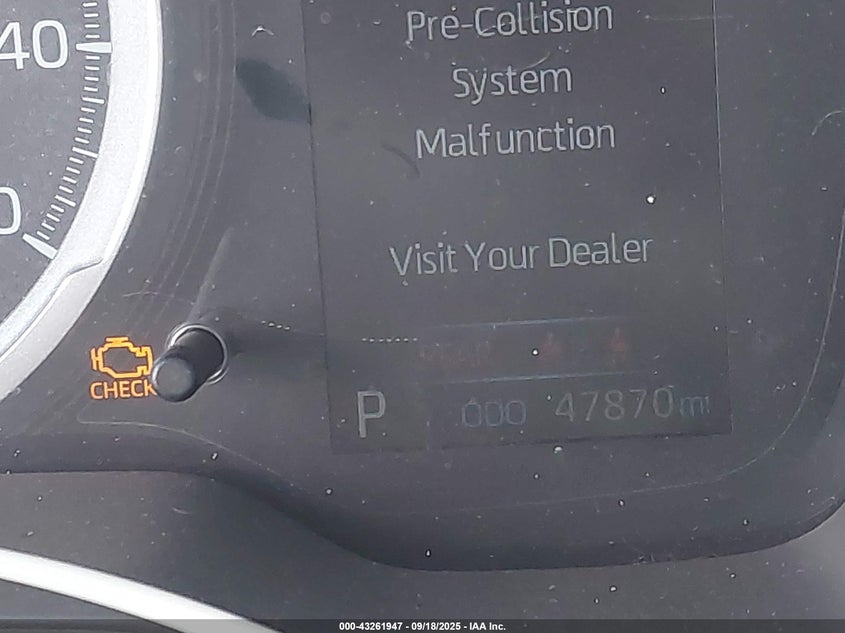 40
0
Pre-Collision
System
Malfunction
Visit Your Dealer
CHECK
P 000 47870 mi
000-43261947 - 09/18/2025 - IAA Inc.